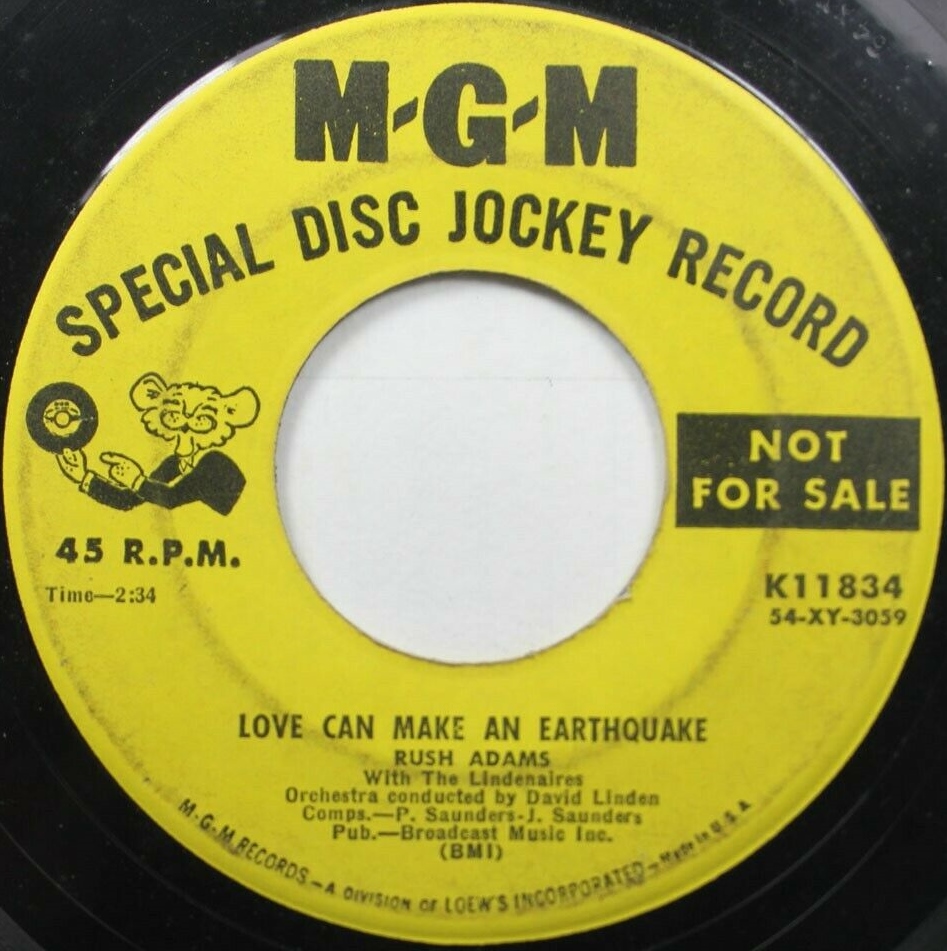 M-G-M
SPECIAL DISC JOCKEY RECORD
NOT
FOR SALE
45 R.P.M.
Time—2:34
K11834
54-XY-3059
LOVE CAN MAKE AN EARTHQUAKE
RUSH ADAMS
With The Lindenaires
Orchestra conducted by David Linden
Comps.—P. Saunders-J. Saunders
Pub.—Broadcast Music Inc.
(BMI)
M-G-M RECORDS—A DIVISION OF LOEW'S INCORPORATED—Made in U.S.A.